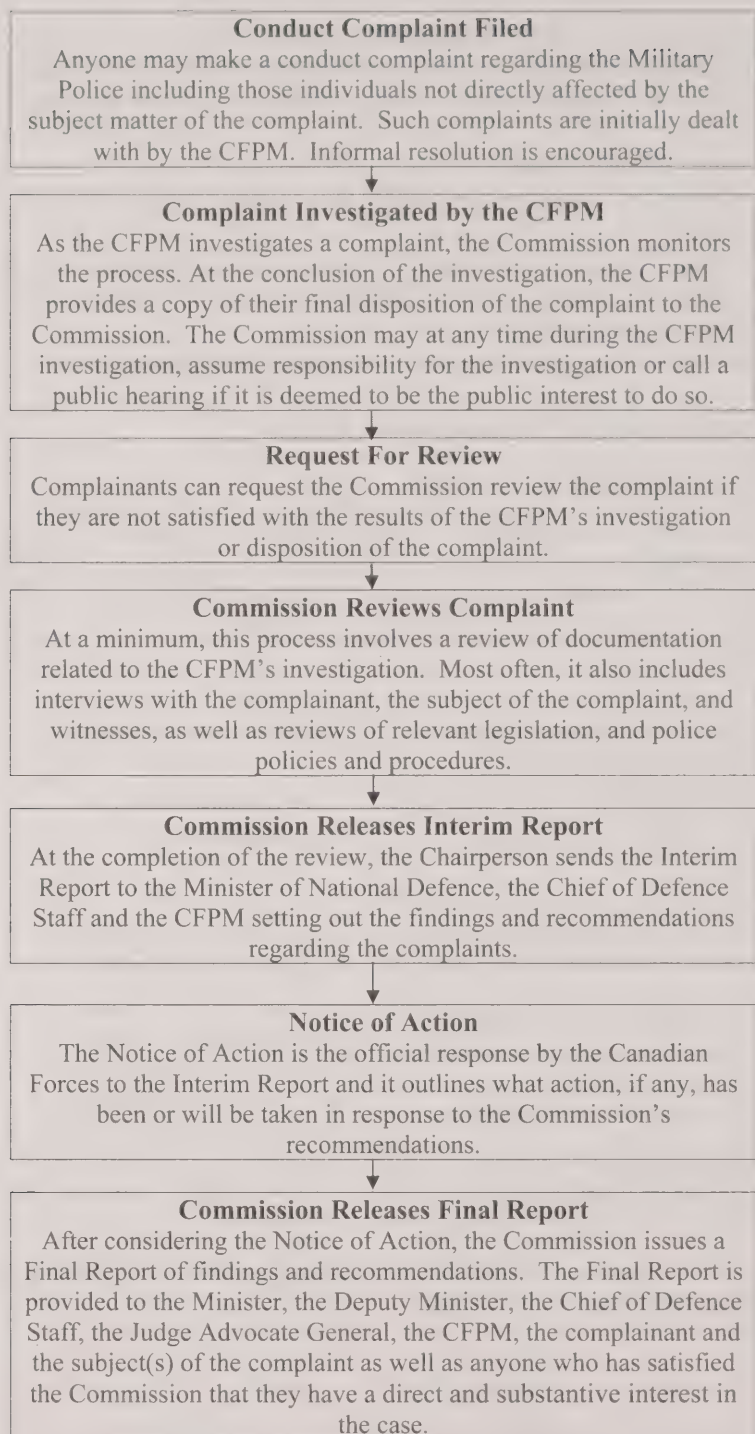 Conduct Complaint Filed
Anyone may make a conduct complaint regarding the Military
Police including those individuals not directly affected by the
subject matter of the complaint. Such complaints are initially dealt
with by the CFPM. Informal resolution is encouraged.
Complaint Investigated by the CFPM
As the CFPM investigates a complaint, the Commission monitors
the process. At the conclusion of the investigation, the CFPM
provides a copy of their final disposition of the complaint to the
Commission. The Commission may at any time during the CFPM
investigation, assume responsibility for the investigation or call a
public hearing if it is deemed to be the public interest to do so.
Request For Review
Complainants can request the Commission review the complaint if
they are not satisfied with the results of the CFPM's investigation
or disposition of the complaint.
Commission Reviews Complaint
At a minimum, this process involves a review of documentation
related to the CFPM's investigation. Most often, it also includes
interviews with the complainant, the subject of the complaint, and
witnesses, as well as reviews of relevant legislation, and police
policies and procedures.
Commission Releases Interim Report
At the completion of the review, the Chairperson sends the Interim
Report to the Minister of National Defence, the Chief of Defence
Staff and the CFPM setting out the findings and recommendations
regarding the complaints.
Notice of Action
The Notice of Action is the official response by the Canadian
Forces to the Interim Report and it outlines what action, if any, has
been or will be taken in response to the Commission's
recommendations.
Commission Releases Final Report
After considering the Notice of Action, the Commission issues a
Final Report of findings and recommendations. The Final Report is
provided to the Minister, the Deputy Minister, the Chief of Defence
Staff, the Judge Advocate General, the CFPM, the complainant and
the subject(s) of the complaint as well as anyone who has satisfied
the Commission that they have a direct and substantive interest in
the case.